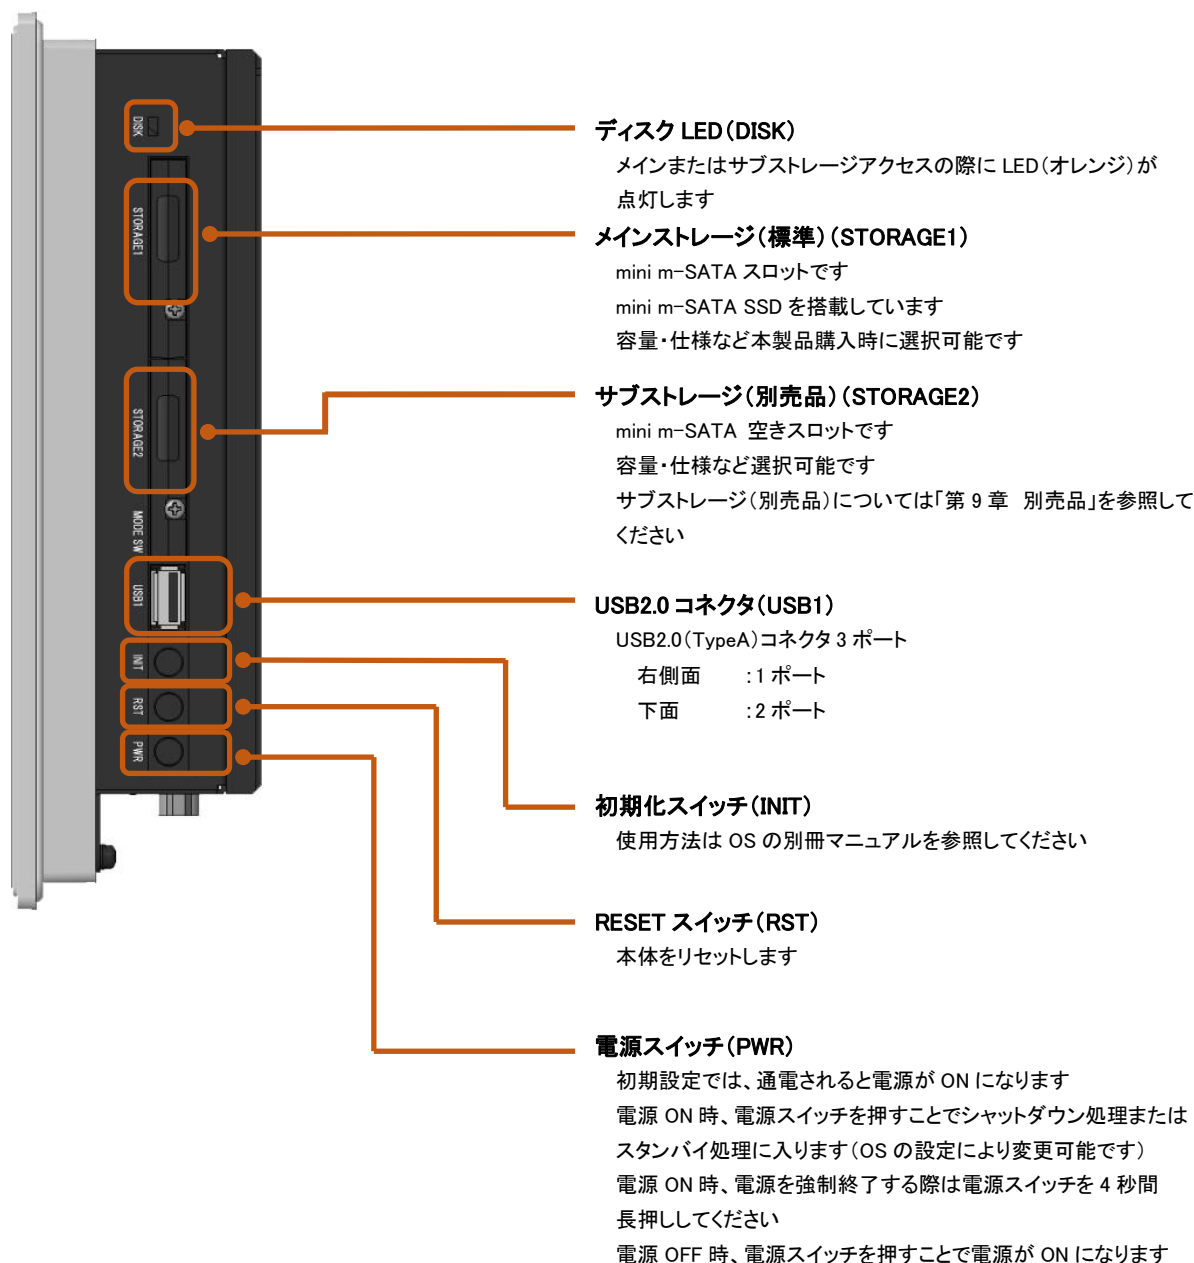 DISK
STORAGE1
STORAGE2
MODE SW
USB1
INIT
RST
PWR
ディスク LED(DISK)
メインまたはサブストレージアクセスの際に LED(オレンジ)が
点灯します
メインストレージ(標準)(STORAGE1)
mini m-SATA スロットです
mini m-SATA SSD を搭載しています
容量・仕様など本製品購入時に選択可能です
サブストレージ(別売品)(STORAGE2)
mini m-SATA 空きスロットです
容量・仕様など選択可能です
サブストレージ(別売品)については「第 9 章 別売品」を参照して
ください
USB2.0 コネクタ(USB1)
USB2.0(TypeA)コネクタ 3 ポート
右側面 :1 ポート
下面 :2 ポート
初期化スイッチ(INIT)
使用方法は OS の別冊マニュアルを参照してください
RESET スイッチ(RST)
本体をリセットします
電源スイッチ(PWR)
初期設定では、通電されると電源が ON になります
電源 ON 時、電源スイッチを押すことでシャットダウン処理または
スタンバイ処理に入ります(OS の設定により変更可能です)
電源 ON 時、電源を強制終了する際は電源スイッチを 4 秒間
長押ししてください
電源 OFF 時、電源スイッチを押すことで電源が ON になります